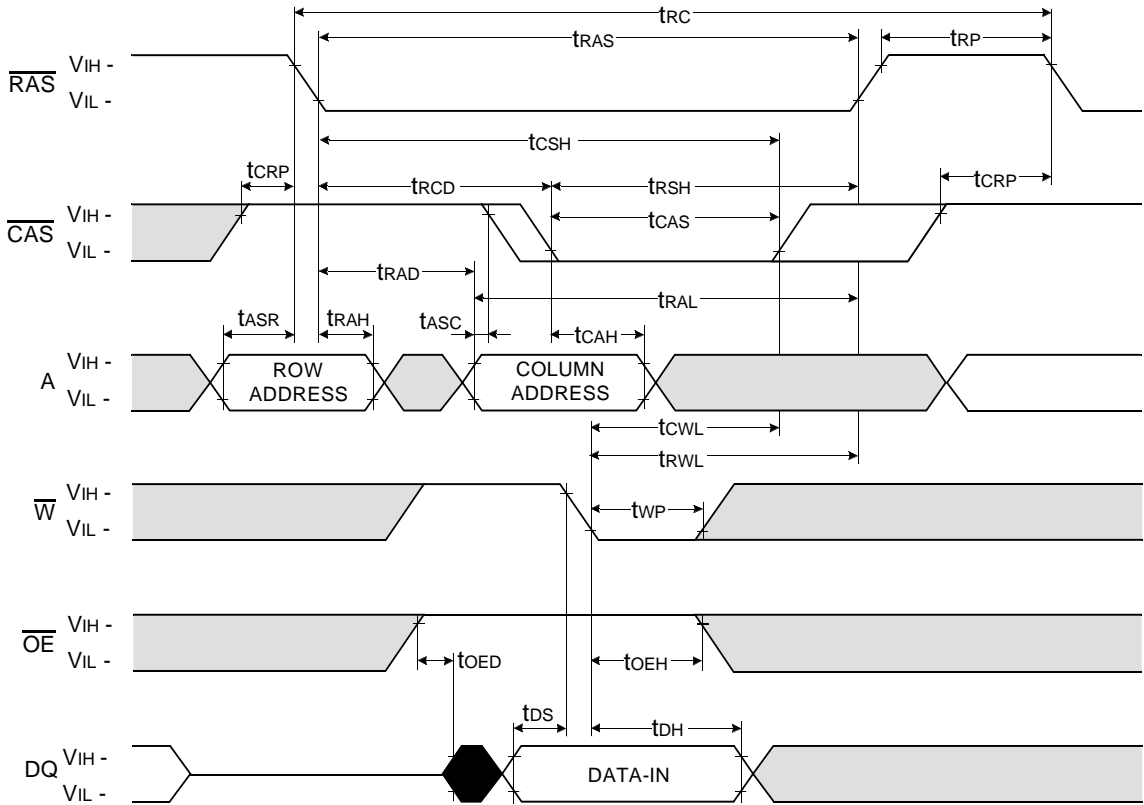 tRC
tRAS
tRP
RAS
VIH -
VIL -
tCSH
tCRP
tRCD
tRSH
tCRP
CAS
VIH -
VIL -
tCAS
tRAD
tRAL
tASR
tRAH
tASC
tCAH
A
VIH -
VIL -
ROW
ADDRESS
COLUMN
ADDRESS
tCWL
tRWL
W
VIH -
VIL -
tWP
OE
VIH -
VIL -
tOED
tOEH
tDS
tDH
DQ
VIH -
VIL -
DATA-IN